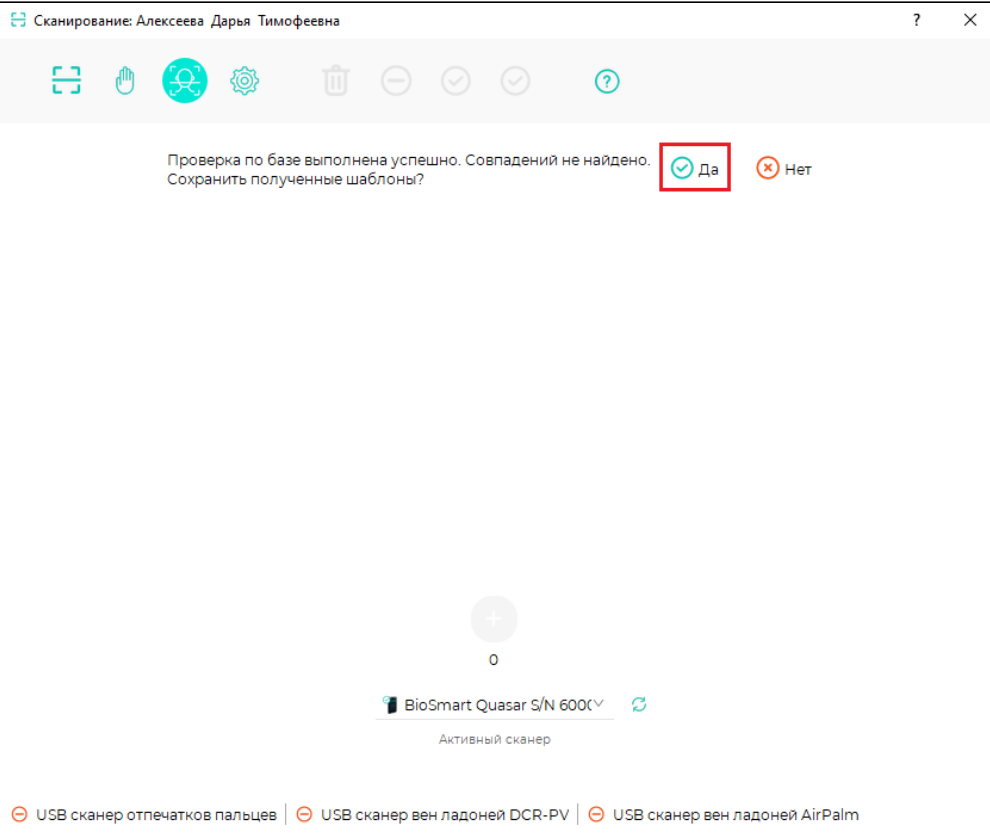 Сканирование: Алексеева Дарья Тимофеевна
?
Проверка по базе выполнена успешно. Совпадений не найдено.
Сохранить полученные шаблоны?
Да
Нет
0
BioSmart Quasar S/N 600
Активный сканер
USB сканер отпечатков пальцев
USB сканер вен ладоней DCR-PV
USB сканер вен ладоней AirPalm